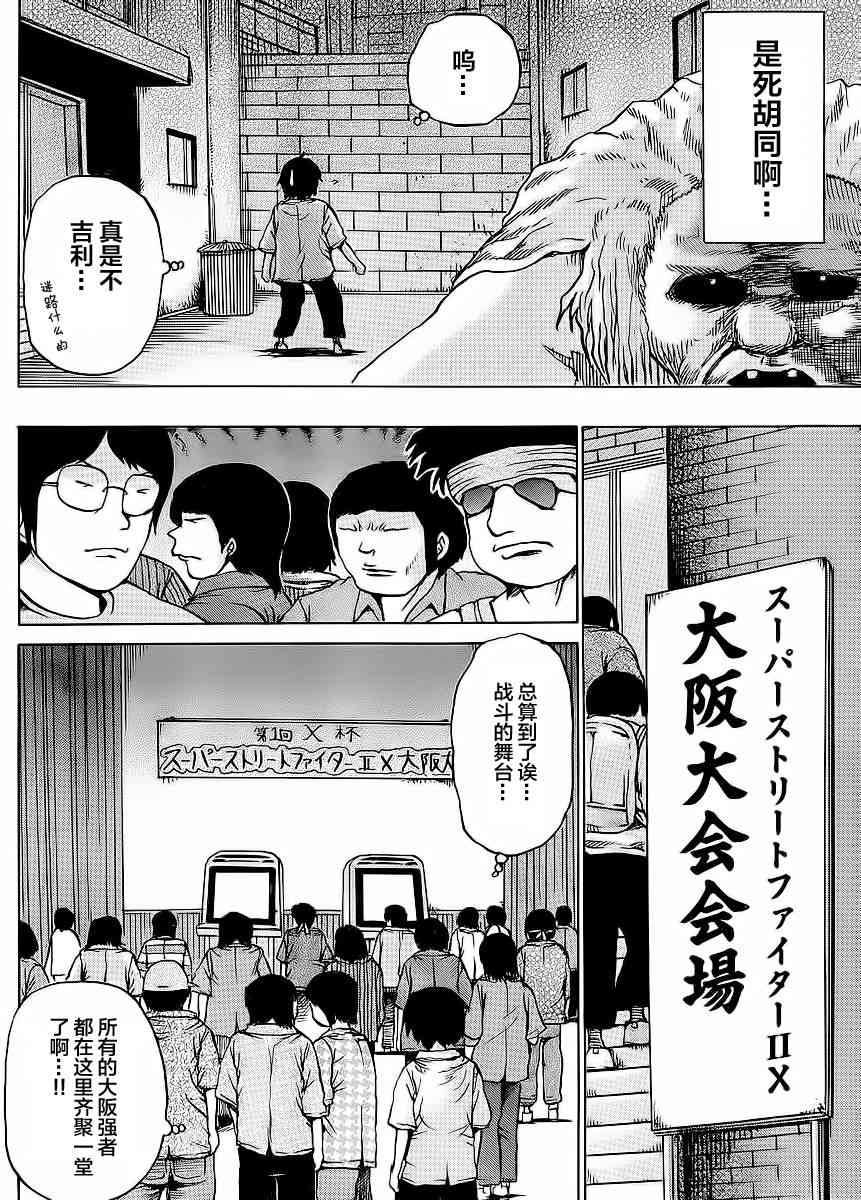 是死胡同啊…
呜…
真是不
吉利…
迷路什么的
スーパーストリートファイターⅡX
大阪大会会場
总算到了诶…
战斗的舞台…
第1回 X 杯
スーパーストリートファイターⅡX大阪大
所有的大阪强者
都在这里齐聚一堂
了啊…!!